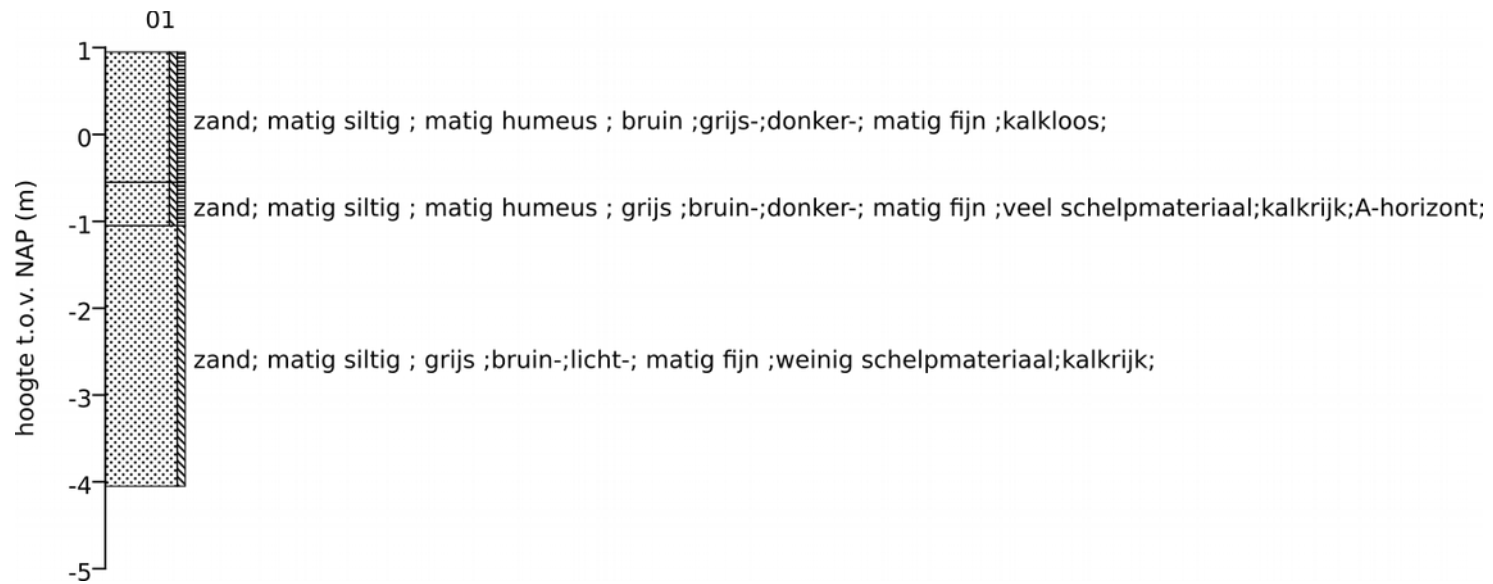 01
1
0
-1
-2
-3
-4
-5
hoogte t.o.v. NAP (m)
zand; matig siltig ; matig humeus ; bruin ;grijs-;donker-; matig fijn ;kalkloos;
zand; matig siltig ; matig humeus ; grijs ;bruin-;donker-; matig fijn ;veel schelpmateriaal;kalkrijk;A-horizont;
zand; matig siltig ; grijs ;bruin-;licht-; matig fijn ;weinig schelpmateriaal;kalkrijk;